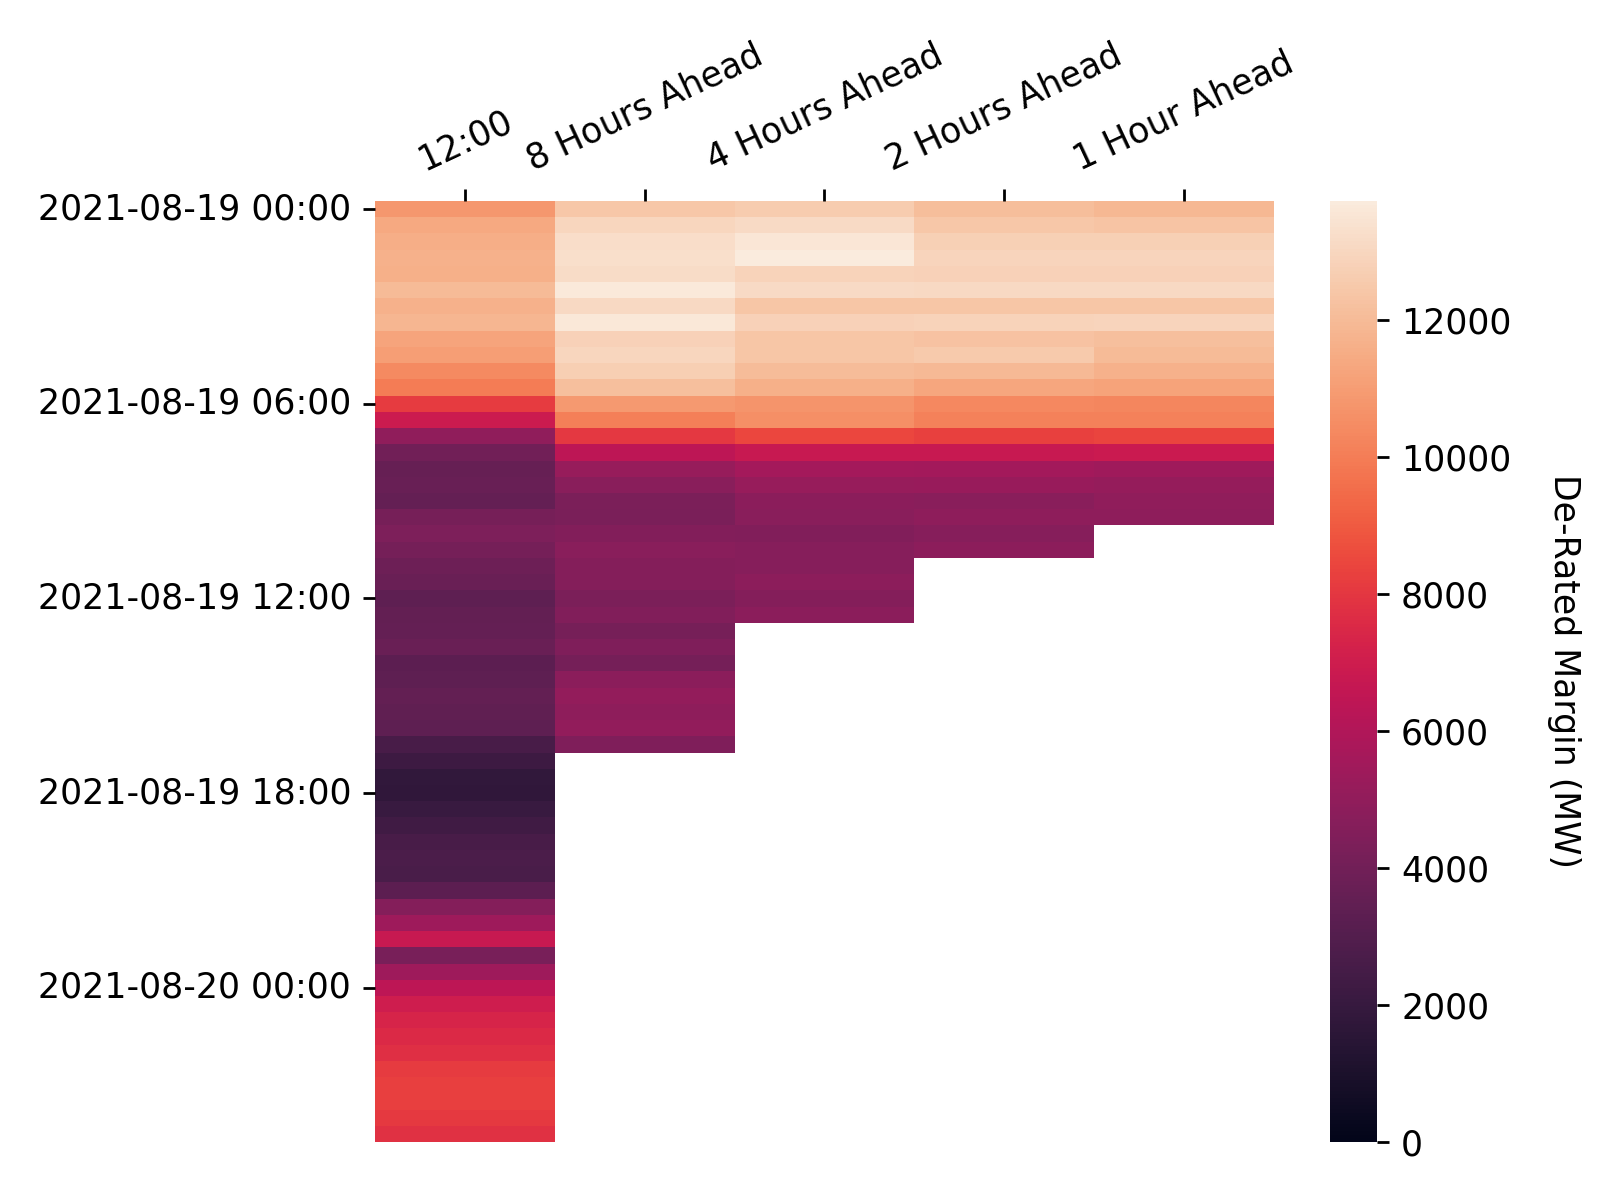 12:00
8 Hours Ahead
4 Hours Ahead
2 Hours Ahead
1 Hour Ahead
2021-08-19 00:00
2021-08-19 06:00
2021-08-19 12:00
2021-08-19 18:00
2021-08-20 00:00
12000
10000
8000
6000
4000
2000
0
De-Rated Margin (MW)